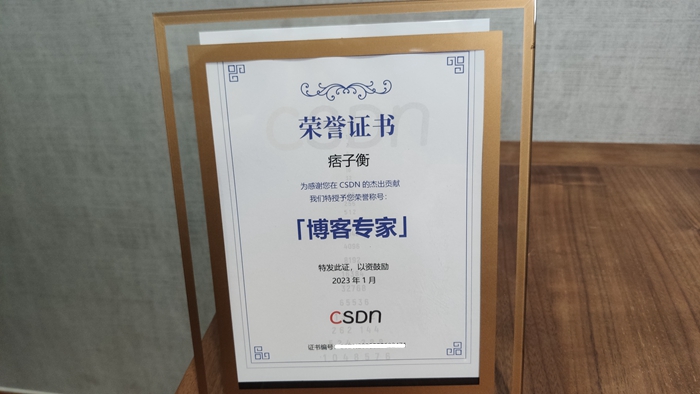 荣誉证书
痞子衡
为感谢您在 CSDN 的杰出贡献
我们特授予您荣誉称号：
「博客专家」
特发此证，以资鼓励
2023 年 1 月
CSDN
证书编号